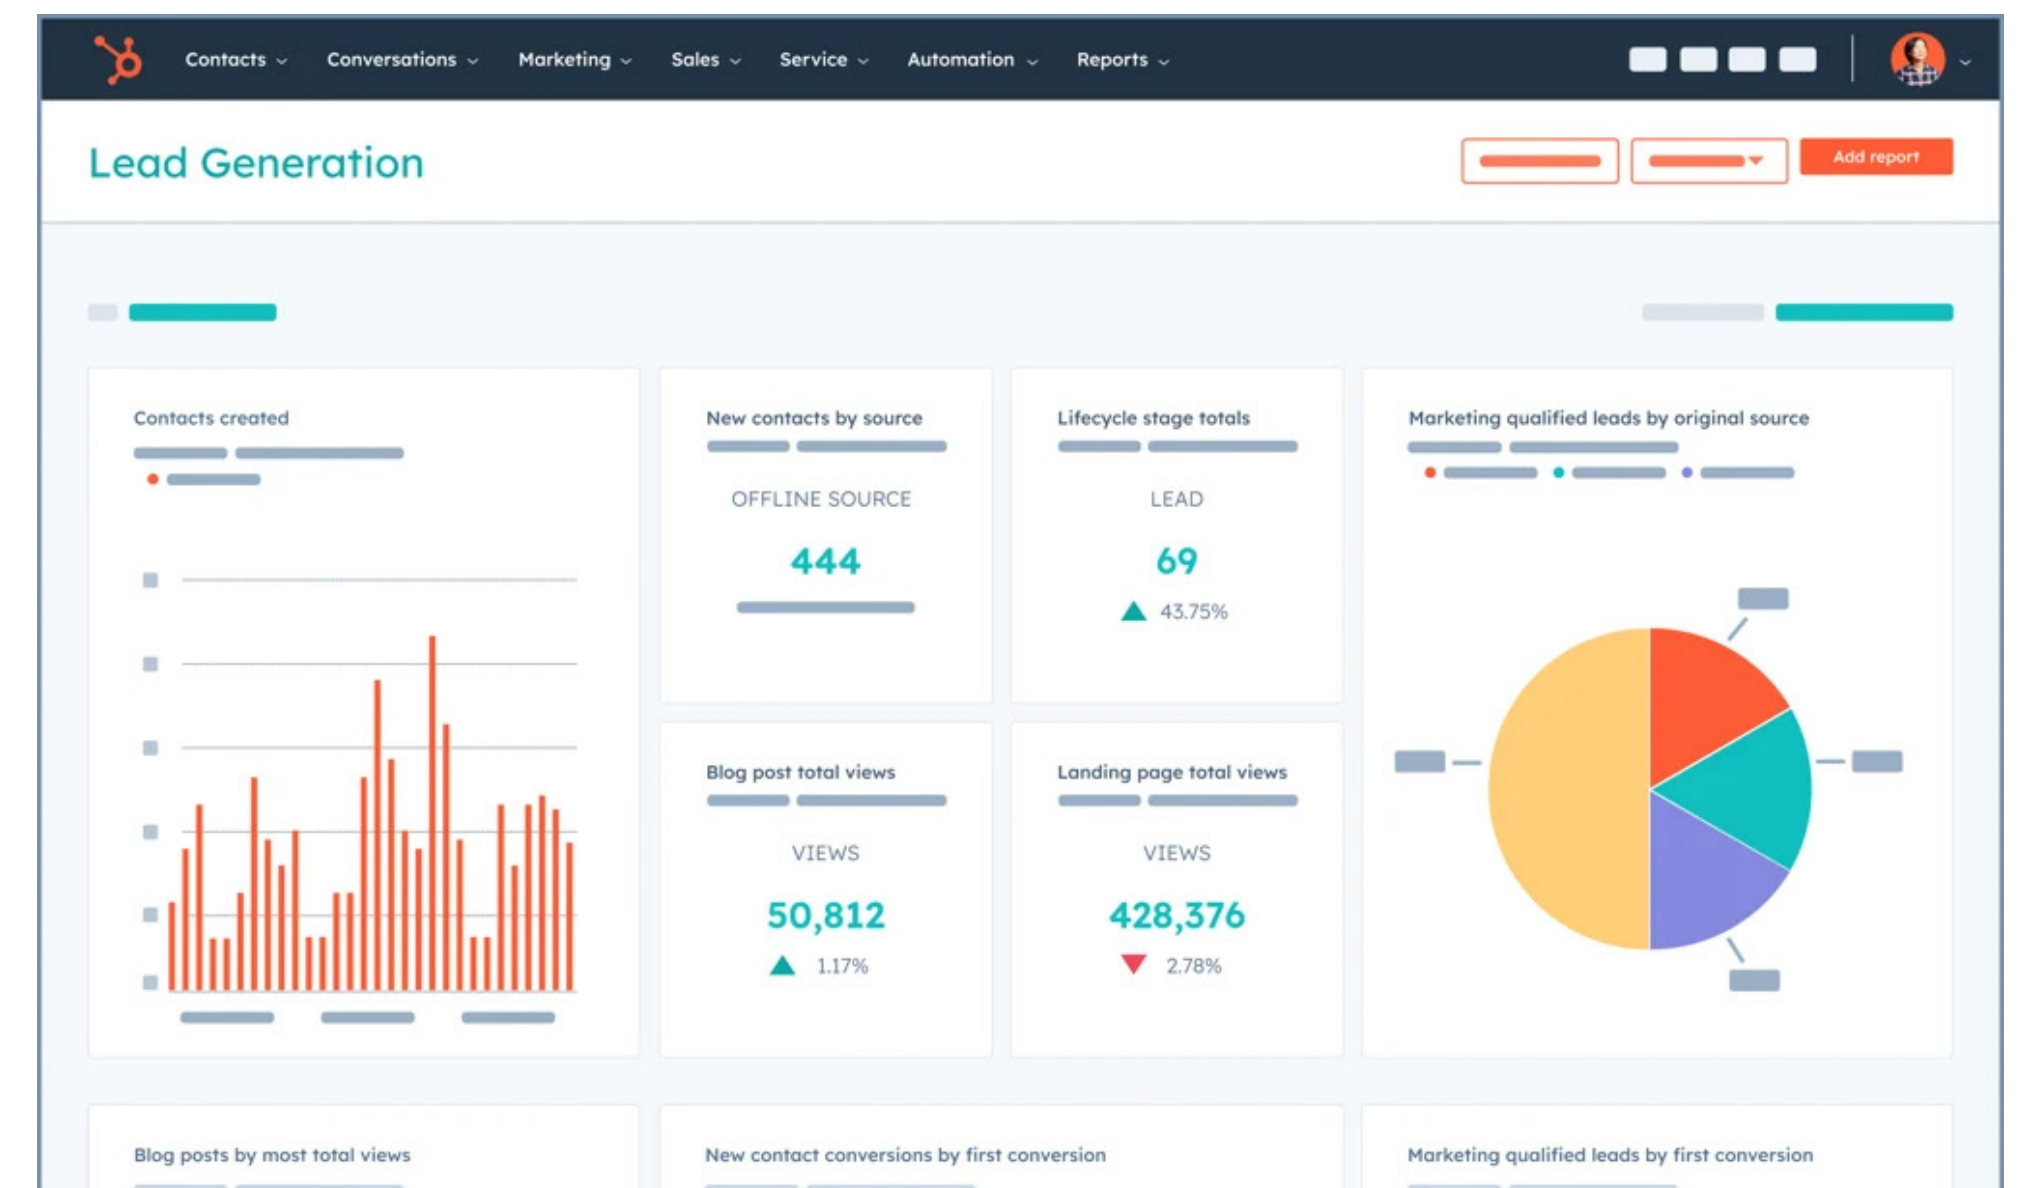 Contacts Conversations Marketing Sales Service Automation Reports
Lead Generation
Add report
Contacts created
New contacts by source
OFFLINE SOURCE
444
Lifecycle stage totals
LEAD
69
43.75%
Marketing qualified leads by original source
Blog post total views
VIEWS
50,812
1.17%
Landing page total views
VIEWS
428,376
2.78%
Blog posts by most total views
New contact conversions by first conversion
Marketing qualified leads by first conversion